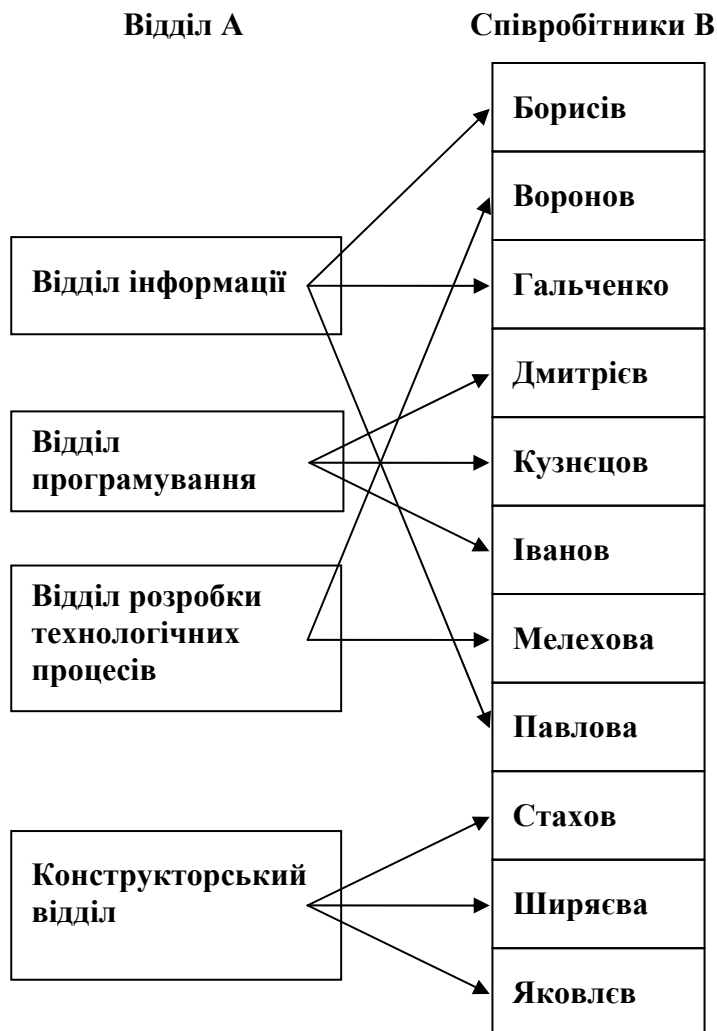 Відділ А
Співробітники В
Відділ інформації
Відділ
програмування
Відділ розробки
технологічних
процесів
Конструкторський
відділ
Борисів
Воронов
Гальченко
Дмитрієв
Кузнєцов
Іванов
Мелехова
Павлова
Стахов
Ширяєва
Яковлєв